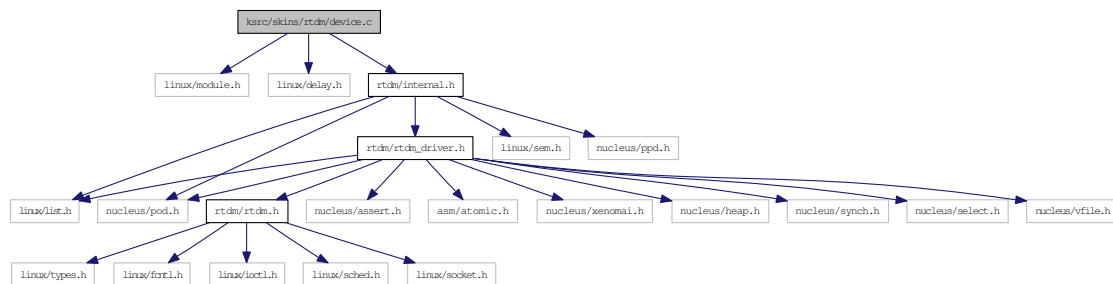 ksrc/skins/rtdm/device.c
linux/module.h
linux/delay.h
rtdm/internal.h
rtdm/rtdm_driver.h
linux/sem.h
nucleus/ppd.h
linux/list.h
nucleus/pod.h
rtdm/rtdm.h
nucleus/assert.h
asm/atomic.h
nucleus/xenomai.h
nucleus/heap.h
nucleus/synch.h
nucleus/select.h
nucleus/vfile.h
linux/types.h
linux/fcntl.h
linux/ioctl.h
linux/sched.h
linux/socket.h